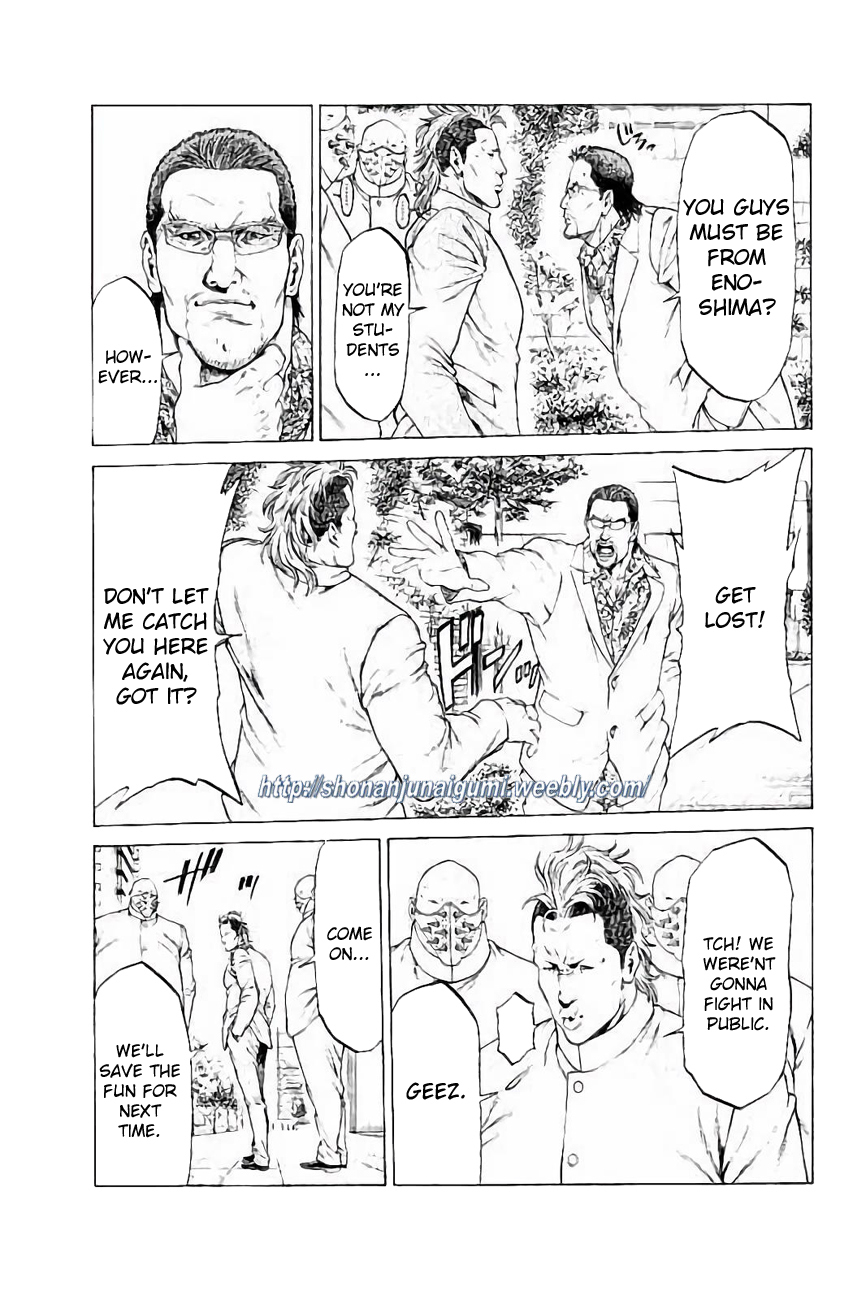 YOU GUYS
MUST BE
FROM
ENO-
SHIMA?
YOU'RE
NOT MY
STU-
DENTS
...
HOW-
EVER...
GET
LOST!
DON'T LET
ME CATCH
YOU HERE
AGAIN,
GOT IT?
http://shonanjunaigumi.weebly.com/
TCH! WE
WERE'NT
GONNA
FIGHT IN
PUBLIC.
GEEZ.
COME
ON...
WE'LL
SAVE THE
FUN FOR
NEXT
TIME.